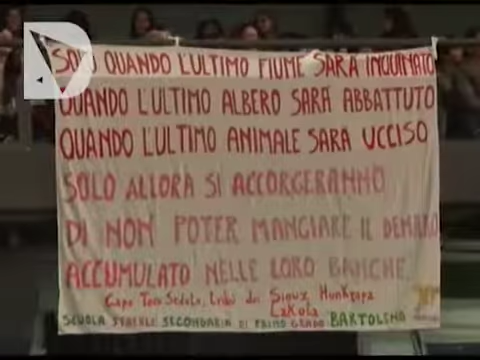 SOLO QUANDO L'ULTIMO FIUME SARÀ INQUINATO
QUANDO L'ULTIMO ALBERO SARÀ ABBATTUTO
QUANDO L'ULTIMO ANIMALE SARÀ UCCISO
SOLO ALLORA SI ACCORGERANNO
DI NON POTER MANGIARE IL DENARO
ACCUMULATO NELLE LORO BANCHE
Capo Toro Seduto, Tribù dei Sioux Hunkpapa
Lakota
SCUOLA STATALE SECONDARIA DI PRIMO GRADO BARTOLENA